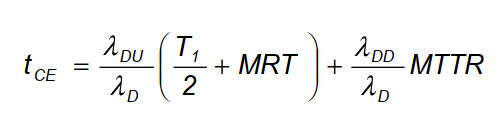 t_CE = λ_DU/λ_D (T_1/2 + MRT) + λ_DD/λ_D MTTR